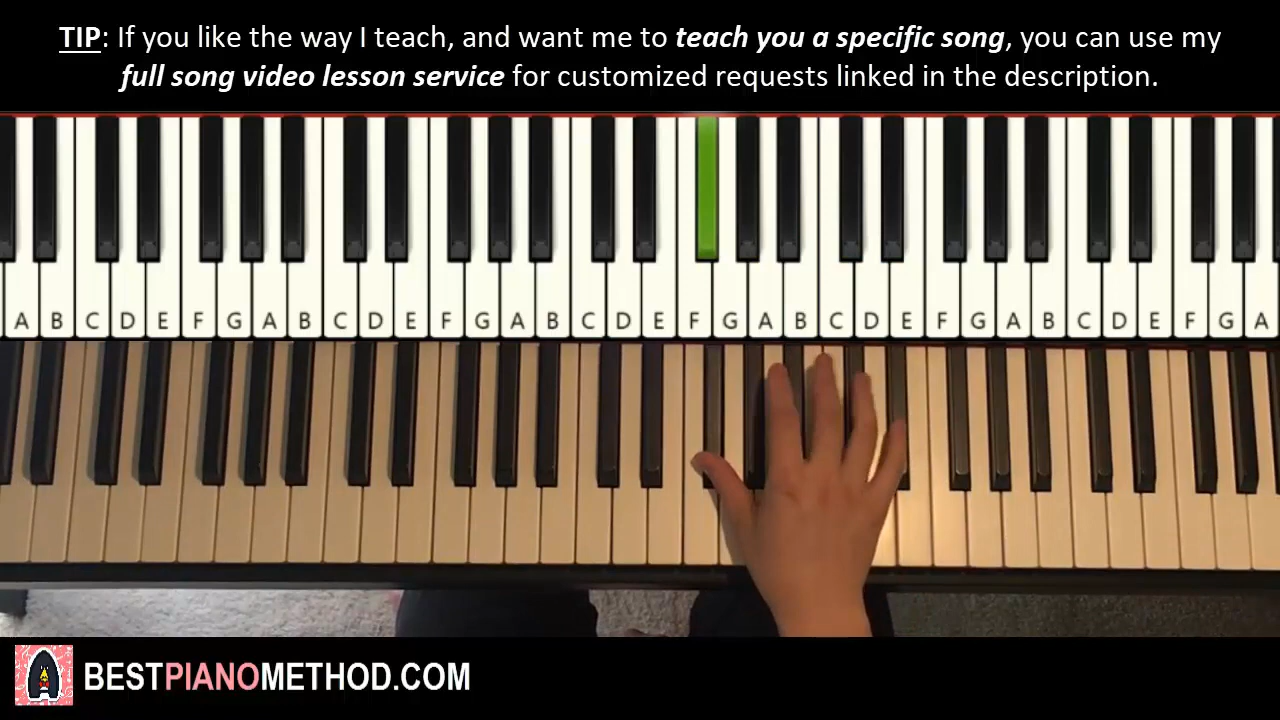 TIP: If you like the way I teach, and want me to teach you a specific song, you can use my
full song video lesson service for customized requests linked in the description.
A B C D E F G A B C D E F G A B C D E F G A B C D E F G A B C D E F G A
BESTPIANOMETHOD.COM